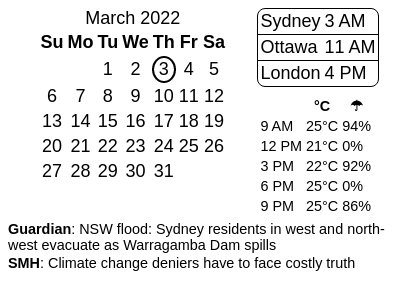 March 2022
Su Mo Tu We Th Fr Sa
1 2 3 4 5
6 7 8 9 10 11 12
13 14 15 16 17 18 19
20 21 22 23 24 25 26
27 28 29 30 31
Sydney 3 AM
Ottawa 11 AM
London 4 PM
°C ☂
9 AM 25°C 94%
12 PM 21°C 0%
3 PM 22°C 92%
6 PM 25°C 0%
9 PM 25°C 86%
Guardian: NSW flood: Sydney residents in west and north-
west evacuate as Warragamba Dam spills
SMH: Climate change deniers have to face costly truth